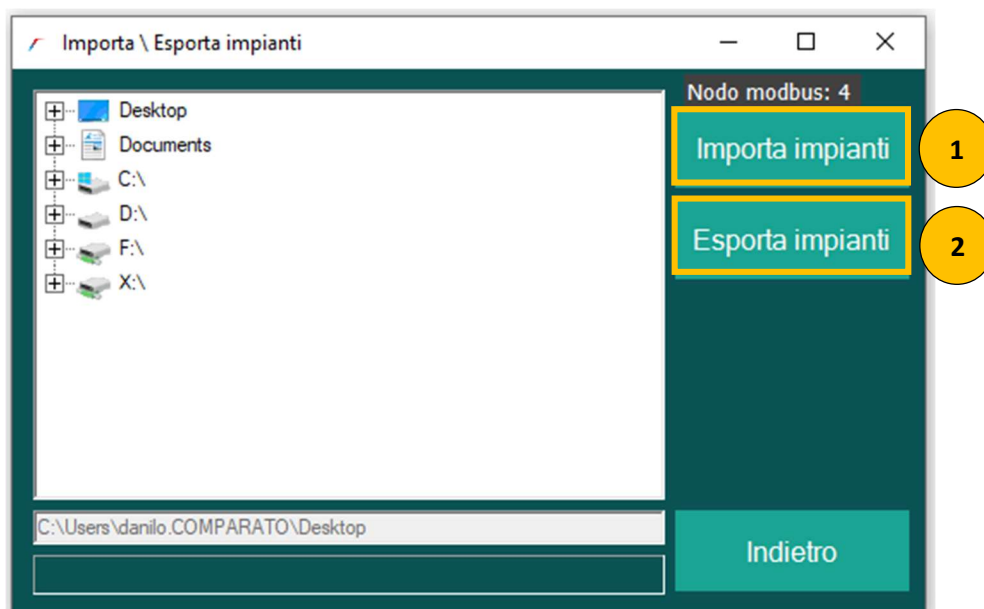 Importa \ Esporta impianti
Nodo modbus: 4
Desktop
Documents
C:\
D:\
F:\
X:\
Importa impianti
1
Esporta impianti
2
C:\Users\danilo.COMPARATO\Desktop
Indietro